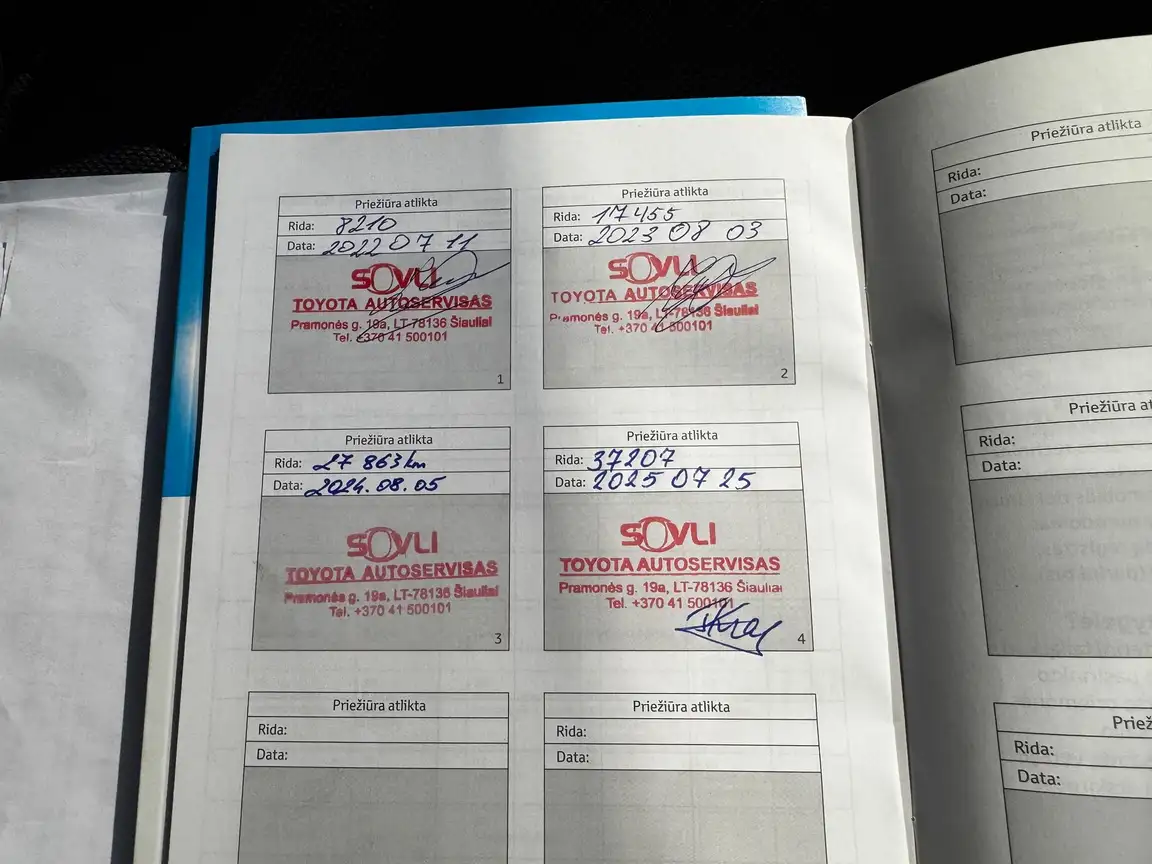 Priežiūra atlikta
Rida: 8210
Data: 2022 07 11
SOVLI
TOYOTA AUTOSERVISAS
Pramonės g. 19a, LT-78136 Šiauliai
Tel. +370 41 500101
1
Priežiūra atlikta
Rida: 17455
Data: 2023 08 03
SOVLI
TOYOTA AUTOSERVISAS
Pramonės g. 19a, LT-78136 Šiauliai
Tel. +370 41 500101
2
Priežiūra atlikta
Rida: 27 863 km
Data: 2024.08.05
SOVLI
TOYOTA AUTOSERVISAS
Pramonės g. 19a, LT-78136 Šiauliai
Tel. +370 41 500101
3
Priežiūra atlikta
Rida: 37207
Data: 2025 07 25
SOVLI
TOYOTA AUTOSERVISAS
Pramonės g. 19a, LT-78136 Šiauliai
Tel. +370 41 500101
4
Priežiūra atlikta
Rida:
Data:
Priežiūra atlikta
Rida:
Data:
Priežiūra atlikta
Rida:
Data:
Priežiūra at
Rida:
Data:
Prież
Rida:
Data: